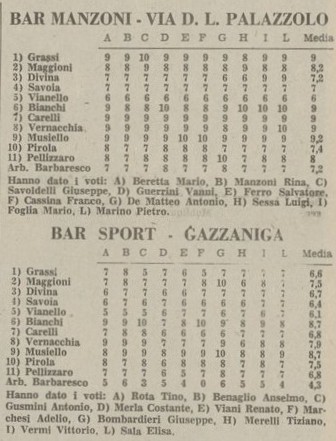 BAR MANZONI - VIA D. L. PALAZZOLO
A B C D E F G H I L Media
1) Grassi 9 9 10 9 9 9 9 8 9 9 9
2) Maggioni 8 8 9 8 8 8 8 9 8 8 8,2
3) Divina 7 7 7 7 7 7 7 9 7 7 7,2
4) Savoia 7 7 7 7 7 7 7 7 7 7 7
5) Vianello 6 6 6 6 6 6 6 6 6 6 6
6) Bianchi 9 8 8 10 8 8 9 10 10 10 9
7) Carelli 9 9 9 9 9 9 9 9 9 9 9
8) Vernacchia 9 9 9 9 9 9 8 9 9 10 9
9) Musiello 9 9 9 9 10 10 9 9 9 9 9,2
10) Pirola 8 7 7 7 8 8 8 7 7 7 7,4
11) Pellizzaro 8 7 8 8 8 8 10 7 8 8 8
Arb. Barbaresco 7 7 7 8 7 7 8 7 7 7 7,2
Hanno dato i voti: A) Beretta Mario, B) Manzoni Rina, C)
Savoldelli Giuseppe, D) Guerrini Vanni, E) Ferro Salvatore,
F) Cassina Franco, G) De Matteo Antonio, H) Sessa Luigi, I)
Foglia Mario, L) Marino Pietro.
BAR SPORT - GAZZANIGA
A B C D E F G H I L Media
1) Grassi 7 8 5 7 6 5 7 7 7 7 6,6
2) Maggioni 7 8 7 7 7 8 10 6 8 7 7,5
3) Divina 6 7 7 6 6 7 7 7 7 7 6,7
4) Savoia 6 7 6 7 6 6 6 6 7 7 6,4
5) Vianello 5 5 5 6 7 7 6 7 6 7 6,1
6) Bianchi 9 9 10 7 8 10 9 8 9 8 8,7
7) Carelli 7 8 8 6 6 6 6 7 7 7 6,8
8) Vernacchia 9 9 9 7 7 7 9 6 8 8 7,9
9) Musiello 8 9 9 8 9 9 10 8 8 9 8,7
10) Pirola 8 7 8 6 8 7 8 8 8 7 7,5
11) Pellizzaro 7 7 7 6 5 7 8 7 7 7 6,8
Arb. Barbaresco 5 6 3 5 4 0 6 5 5 4 4,3
Hanno dato i voti: A) Rota Tino, B) Benaglio Anselmo, C)
Gusmini Antonio, D) Merla Costante, E) Viani Renato, F) Mar-
chesi Adelio, G) Bombardieri Giuseppe, H) Merelli Tiziano,
I) Vermi Vittorio, L) Sala Elisa.